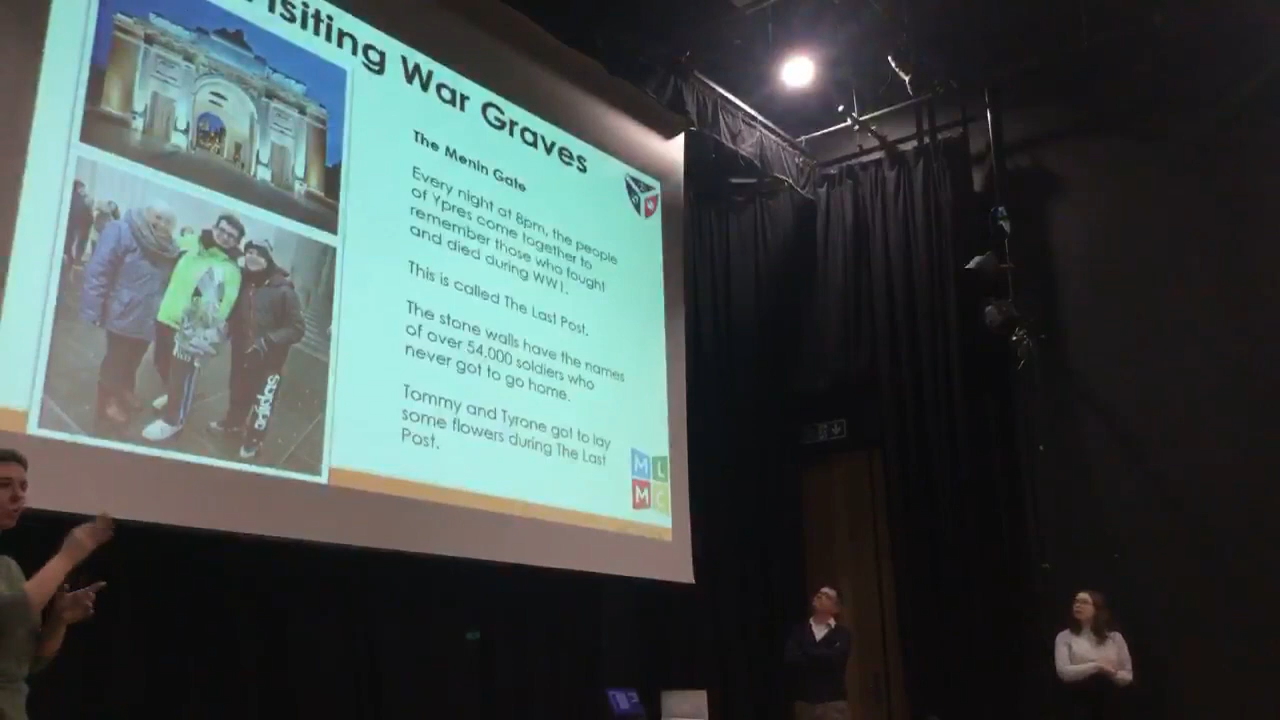 isiting War Graves
The Menin Gate
Every night at 8pm, the people
of Ypres come together to
remember those who fought
and died during WW1.
This is called The Last Post.
The stone walls have the names
of over 54,000 soldiers who
never got to go home.
Tommy and Tyrone got to lay
some flowers during The Last
Post.
M L
M C